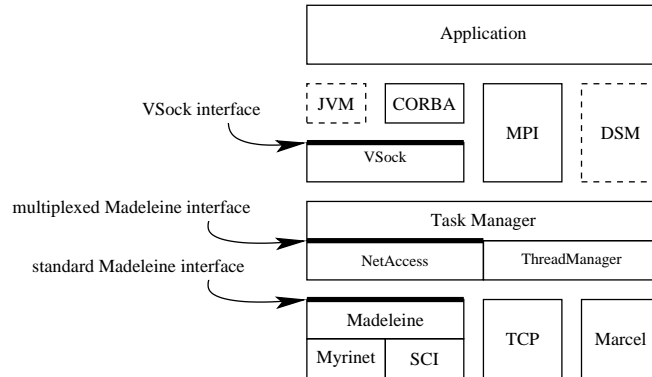 Application
JVM
CORBA
VSock interface
MPI
DSM
VSock
multiplexed Madeleine interface
Task Manager
NetAccess
ThreadManager
standard Madeleine interface
Madeleine
TCP
Marcel
Myrinet
SCI